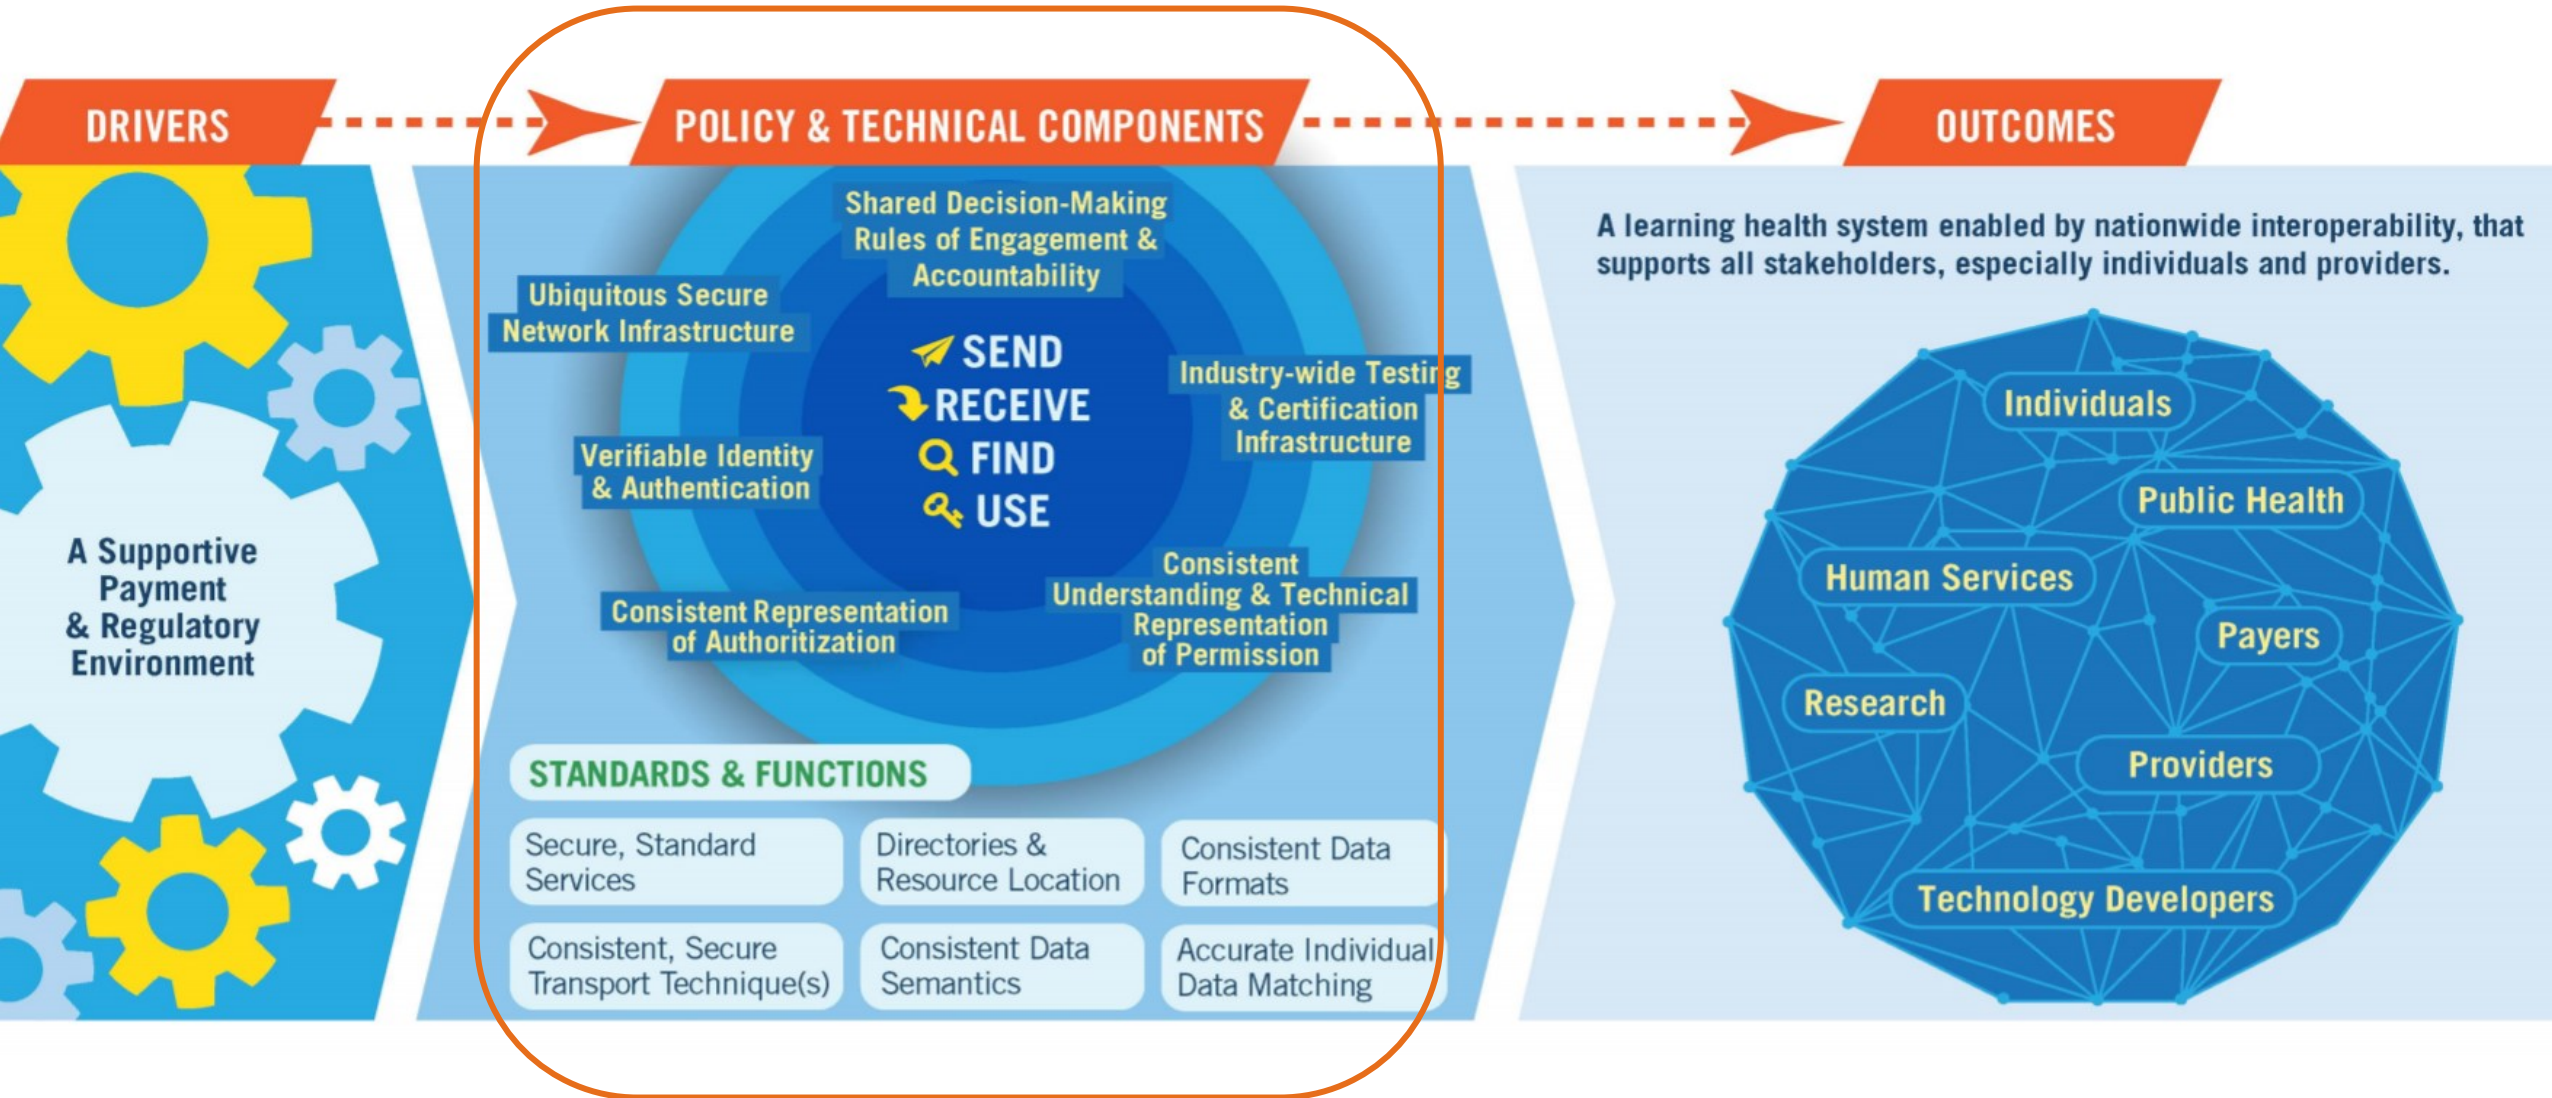 DRIVERS
POLICY & TECHNICAL COMPONENTS
OUTCOMES
A Supportive
Payment
& Regulatory
Environment
Shared Decision-Making
Rules of Engagement &
Accountability
Ubiquitous Secure
Network Infrastructure
SEND
RECEIVE
FIND
USE
Industry-wide Testing
& Certification
Infrastructure
Verifiable Identity
& Authentication
Consistent Representation
of Authoritization
Consistent
Understanding & Technical
Representation
of Permission
STANDARDS & FUNCTIONS
Secure, Standard
Services
Directories &
Resource Location
Consistent Data
Formats
Consistent, Secure
Transport Technique(s)
Consistent Data
Semantics
Accurate Individual
Data Matching
A learning health system enabled by nationwide interoperability, that
supports all stakeholders, especially individuals and providers.
Individuals
Public Health
Human Services
Payers
Research
Providers
Technology Developers